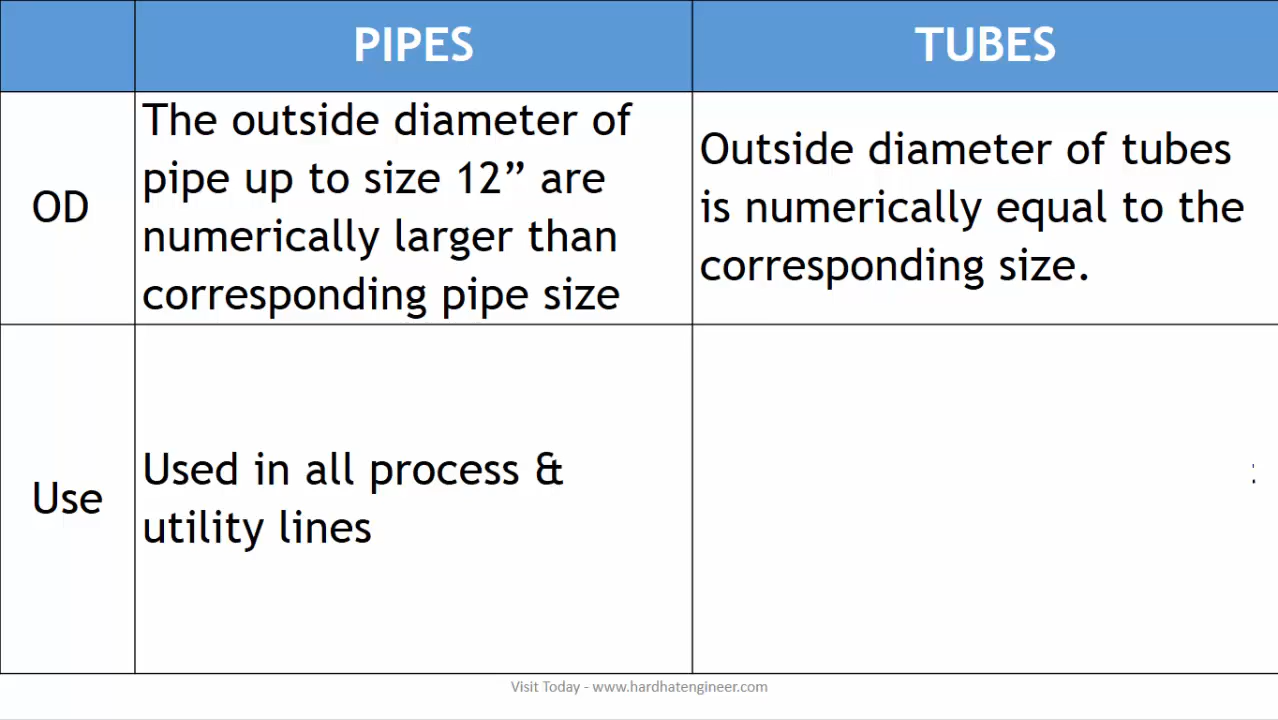 PIPES
TUBES
OD
The outside diameter of
pipe up to size 12” are
numerically larger than
corresponding pipe size
Outside diameter of tubes
is numerically equal to the
corresponding size.
Use
Used in all process &
utility lines
Visit Today - www.hardhatengineer.com